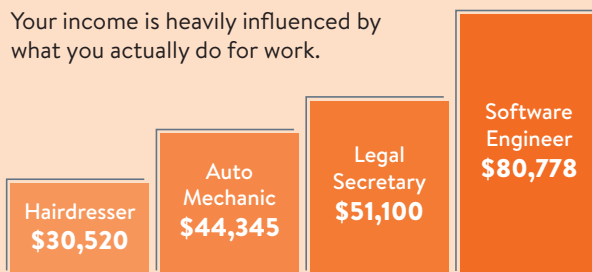 Your income is heavily influenced by
what you actually do for work.
Hairdresser
$30,520
Auto
Mechanic
$44,345
Legal
Secretary
$51,100
Software
Engineer
$80,778